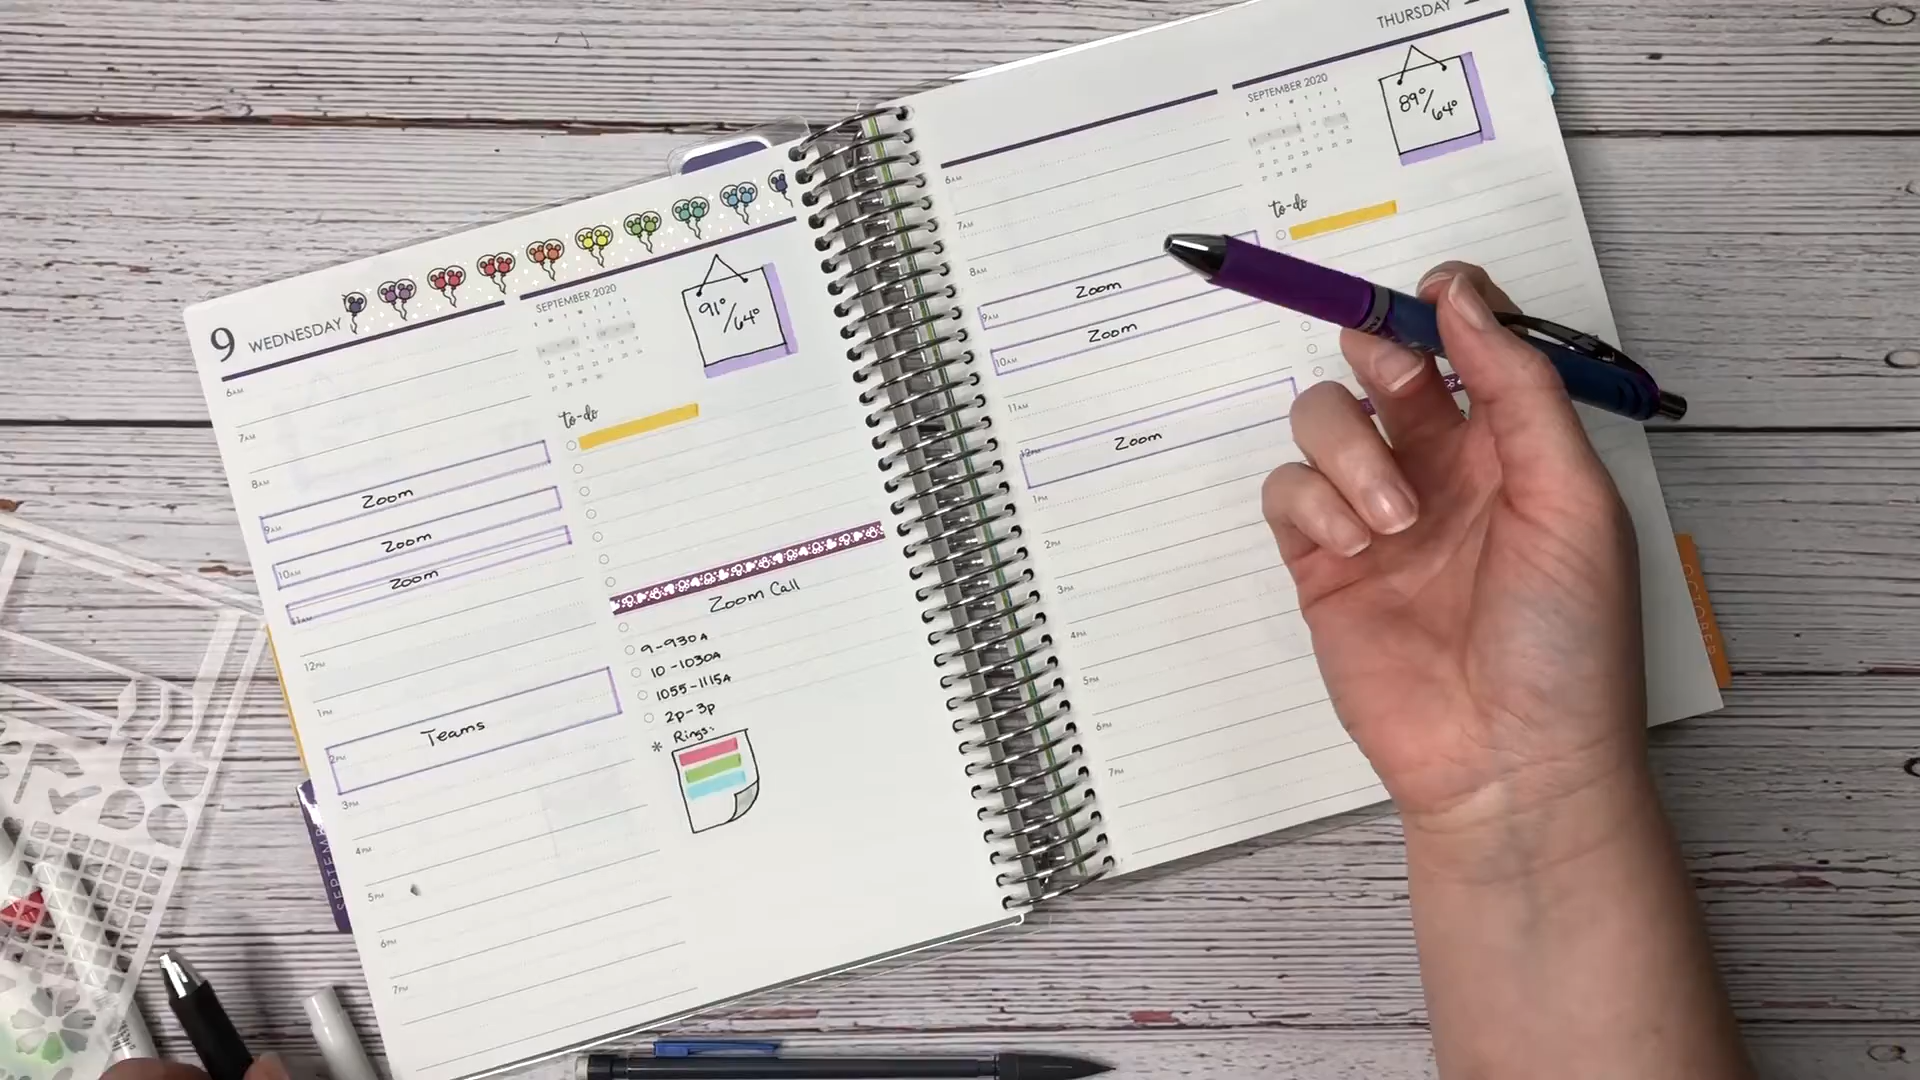 9 WEDNESDAY
SEPTEMBER 2020
91°/64°
6AM
7AM
8AM
Zoom
9AM
Zoom
10AM
Zoom
11AM
12PM
1PM
Teams
2PM
3PM
4PM
5PM
6PM
7PM
to-do
Zoom Call
9-930A
10-1030A
1055-1115A
2p-3p
* Rings:
THURSDAY
SEPTEMBER 2020
89°/64°
6AM
7AM
8AM
Zoom
9AM
Zoom
10AM
11AM
Zoom
12PM
1PM
2PM
3PM
4PM
5PM
6PM
7PM
to-do
OCTOBER
SEPTEMB